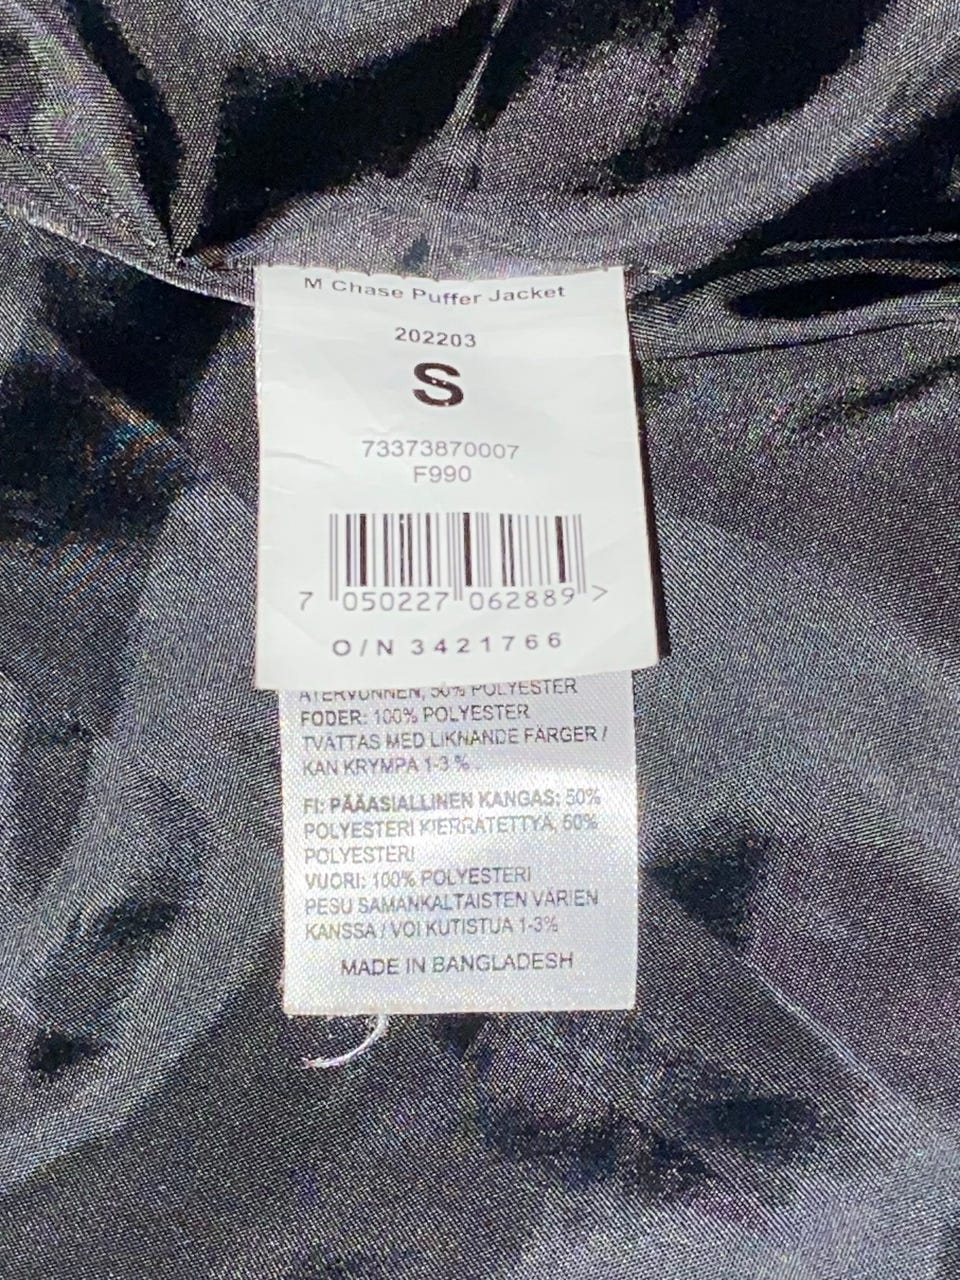 M Chase Puffer Jacket
202203
S
73373870007
F990
7 050227 062889 >
O/N 3421766
ÅTERVUNNEN, 50% POLYESTER
FODER: 100% POLYESTER
TVÄTTAS MED LIKNANDE FÄRGER /
KAN KRYMPA 1-3 % .
FI: PÄÄASIALLINEN KANGAS: 50%
POLYESTERI KIERRÄTETTYÄ, 50%
POLYESTERI
VUORI: 100% POLYESTERI
PESU SAMANKALTAISTEN VÄRIEN
KANSSA / VOI KUTISTUA 1-3%
MADE IN BANGLADESH